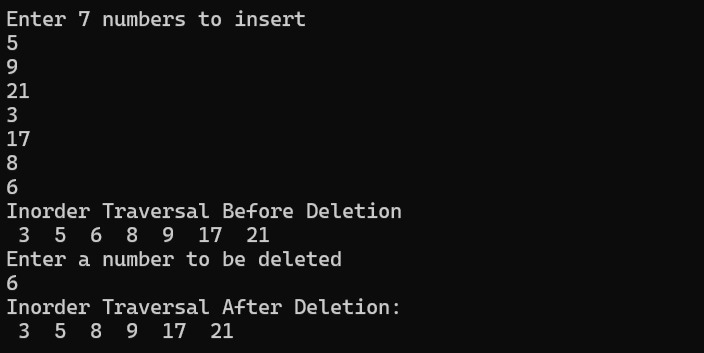 Enter 7 numbers to insert
5
9
21
3
17
8
6
Inorder Traversal Before Deletion
 3  5  6  8  9  17  21
Enter a number to be deleted
6
Inorder Traversal After Deletion:
 3  5  8  9  17  21